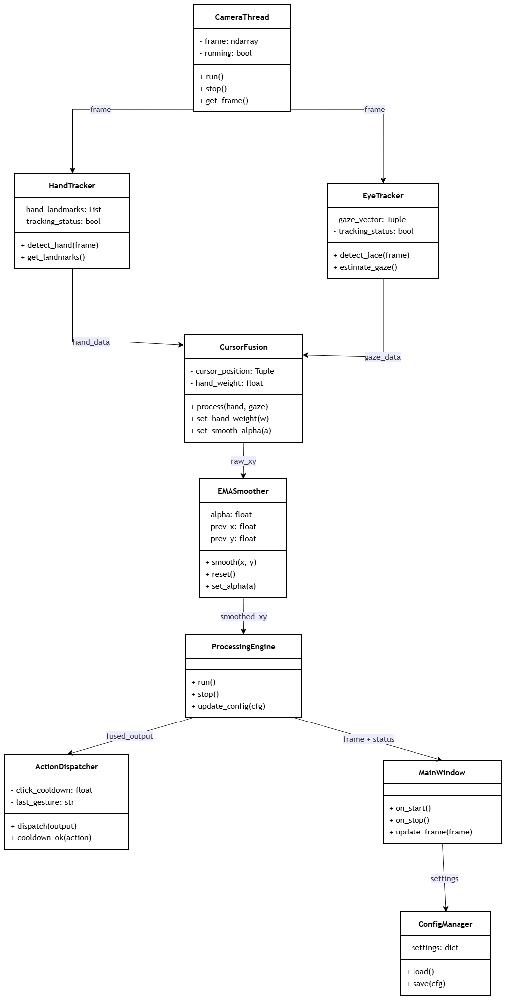 CameraThread
- frame: ndarray
- running: bool
+ run()
+ stop()
+ get_frame()
frame
frame
HandTracker
- hand_landmarks: List
- tracking_status: bool
+ detect_hand(frame)
+ get_landmarks()
EyeTracker
- gaze_vector: Tuple
- tracking_status: bool
+ detect_face(frame)
+ estimate_gaze()
hand_data
gaze_data
CursorFusion
- cursor_position: Tuple
- hand_weight: float
+ process(hand, gaze)
+ set_hand_weight(w)
+ set_smooth_alpha(a)
raw_xy
EMASmoother
- alpha: float
- prev_x: float
- prev_y: float
+ smooth(x, y)
+ reset()
+ set_alpha(a)
smoothed_xy
ProcessingEngine
+ run()
+ stop()
+ update_config(cfg)
fused_output
frame + status
ActionDispatcher
- click_cooldown: float
- last_gesture: str
+ dispatch(output)
+ cooldown_ok(action)
MainWindow
+ on_start()
+ on_stop()
+ update_frame(frame)
settings
ConfigManager
- settings: dict
+ load()
+ save(cfg)